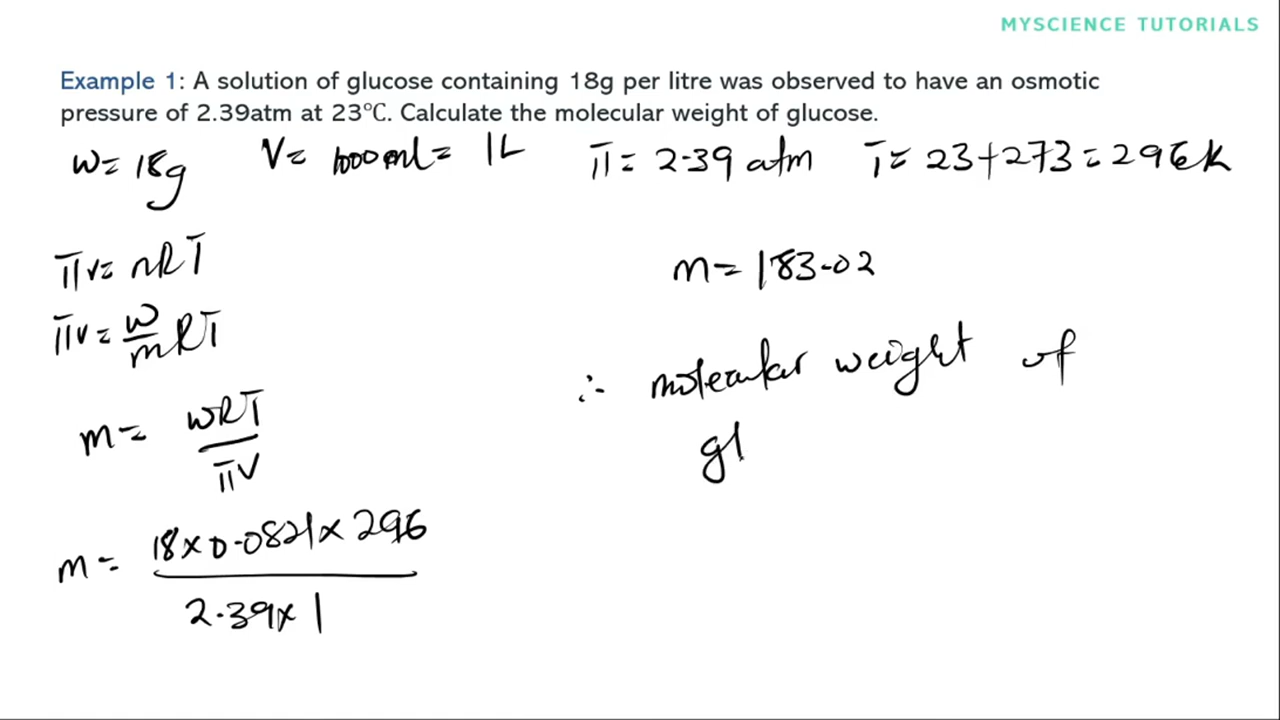 MYSCIENCE TUTORIALS
Example 1: A solution of glucose containing 18g per litre was observed to have an osmotic
pressure of 2.39atm at 23°C. Calculate the molecular weight of glucose.
w= 18g V= 1000ml= 1L π= 2.39 atm T= 23+273=296K
πV= nRT
πV= w/m RT
m= wRT/πV
m= 18×0.0821×296 / 2.39×1
m= 183.02
∴ molecular weight of
gl